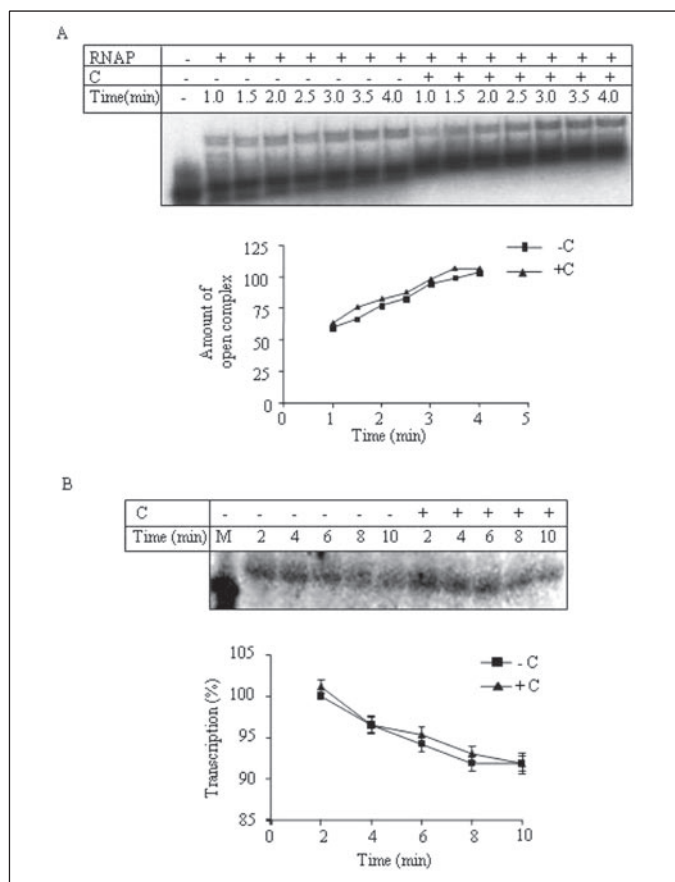 A
RNAP - + + + + + + + + + + + + + +
C - - - - - - - - + + + + + + +
Time(min) - 1.0 1.5 2.0 2.5 3.0 3.5 4.0 1.0 1.5 2.0 2.5 3.0 3.5 4.0
125
100
75
50
25
0
Amount of
open complex
-C
+C
0 1 2 3 4 5
Time (min)
B
C - - - - - - + + + + +
Time (min) M 2 4 6 8 10 2 4 6 8 10
105
100
95
90
85
Transcription (%)
- C
+ C
0 2 4 6 8 10
Time (min)